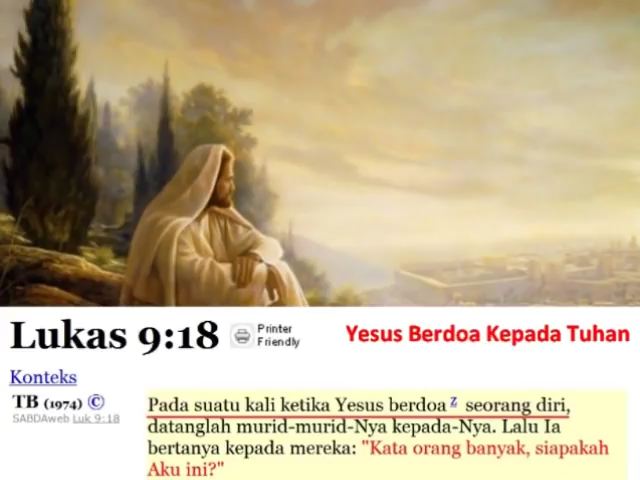 Lukas 9:18
Printer
Friendly
Yesus Berdoa Kepada Tuhan
Konteks
TB (1974) ©
SABDAweb Luk 9:18
Pada suatu kali ketika Yesus berdoa z seorang diri,
datanglah murid-murid-Nya kepada-Nya. Lalu Ia
bertanya kepada mereka: "Kata orang banyak, siapakah
Aku ini?"